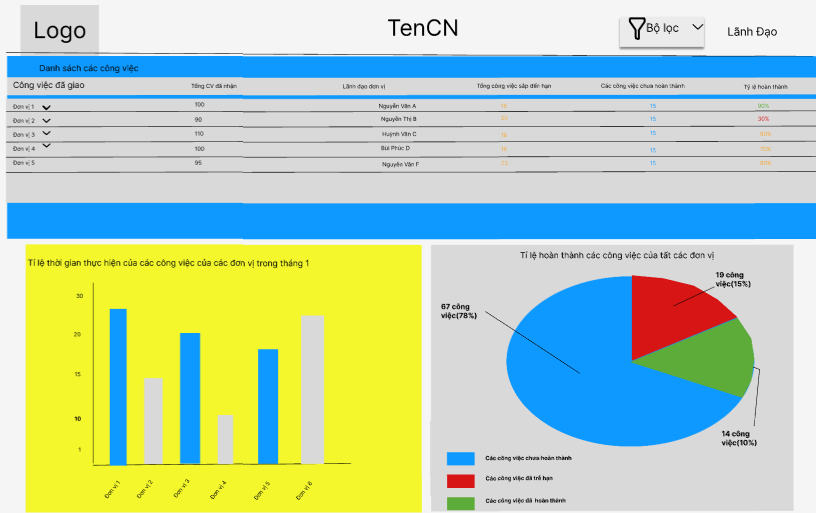 Logo
TenCN
Bộ lọc
Lãnh Đạo
Danh sách các công việc
Công việc đã giao Tổng CV đã nhận Lãnh đạo đơn vị Tổng công việc sắp đến hạn Các công việc chưa hoàn thành Tỷ lệ hoàn thành
Đơn vị 1 100 Nguyễn Văn A 15 90%
Đơn vị 2 90 Nguyễn Thị B 15 30%
Đơn vị 3 110 Huỳnh Văn C 15
Đơn vị 4 100 Bùi Phúc D 15
Đơn vị 5 95 Nguyễn Văn F 15
Tỉ lệ thời gian thực hiện của các công việc của các đơn vị trong tháng 1
30
20
15
10
1
Đơn vị 1
Đơn vị 2
Đơn vị 3
Đơn vị 4
Đơn vị 5
Đơn vị 6
Tỉ lệ hoàn thành các công việc của tất các đơn vị
19 công
việc(15%)
67 công
việc(78%)
14 công
việc(10%)
Các công việc chưa hoàn thành
Các công việc đã trễ hạn
Các công việc đã hoàn thành